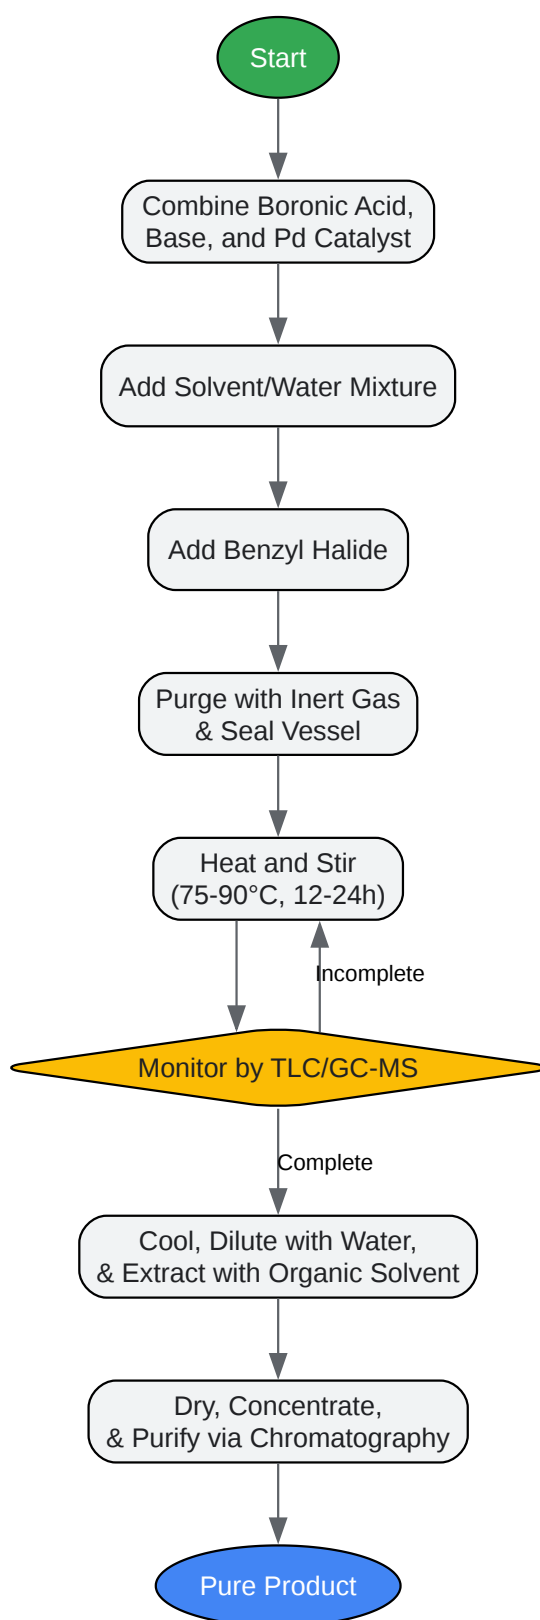 Start
Combine Boronic Acid,
Base, and Pd Catalyst
Add Solvent/Water Mixture
Add Benzyl Halide
Purge with Inert Gas
& Seal Vessel
Heat and Stir
(75-90°C, 12-24h)
Incomplete
Monitor by TLC/GC-MS
Complete
Cool, Dilute with Water,
& Extract with Organic Solvent
Dry, Concentrate,
& Purify via Chromatography
Pure Product